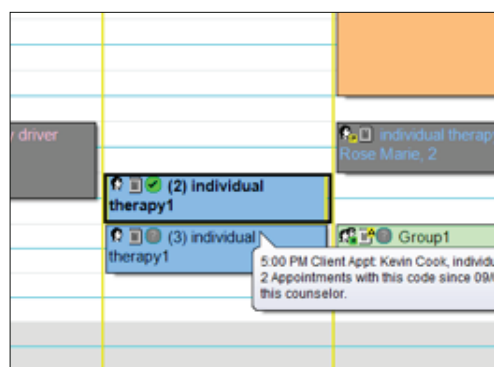 driver
individual therap
Rose Marie, 2
(2) individual
therapy1
(3) individual
therapy1
Group1
5:00 PM Client Appt: Kevin Cook, individu
2 Appointments with this code since 09/
this counselor.